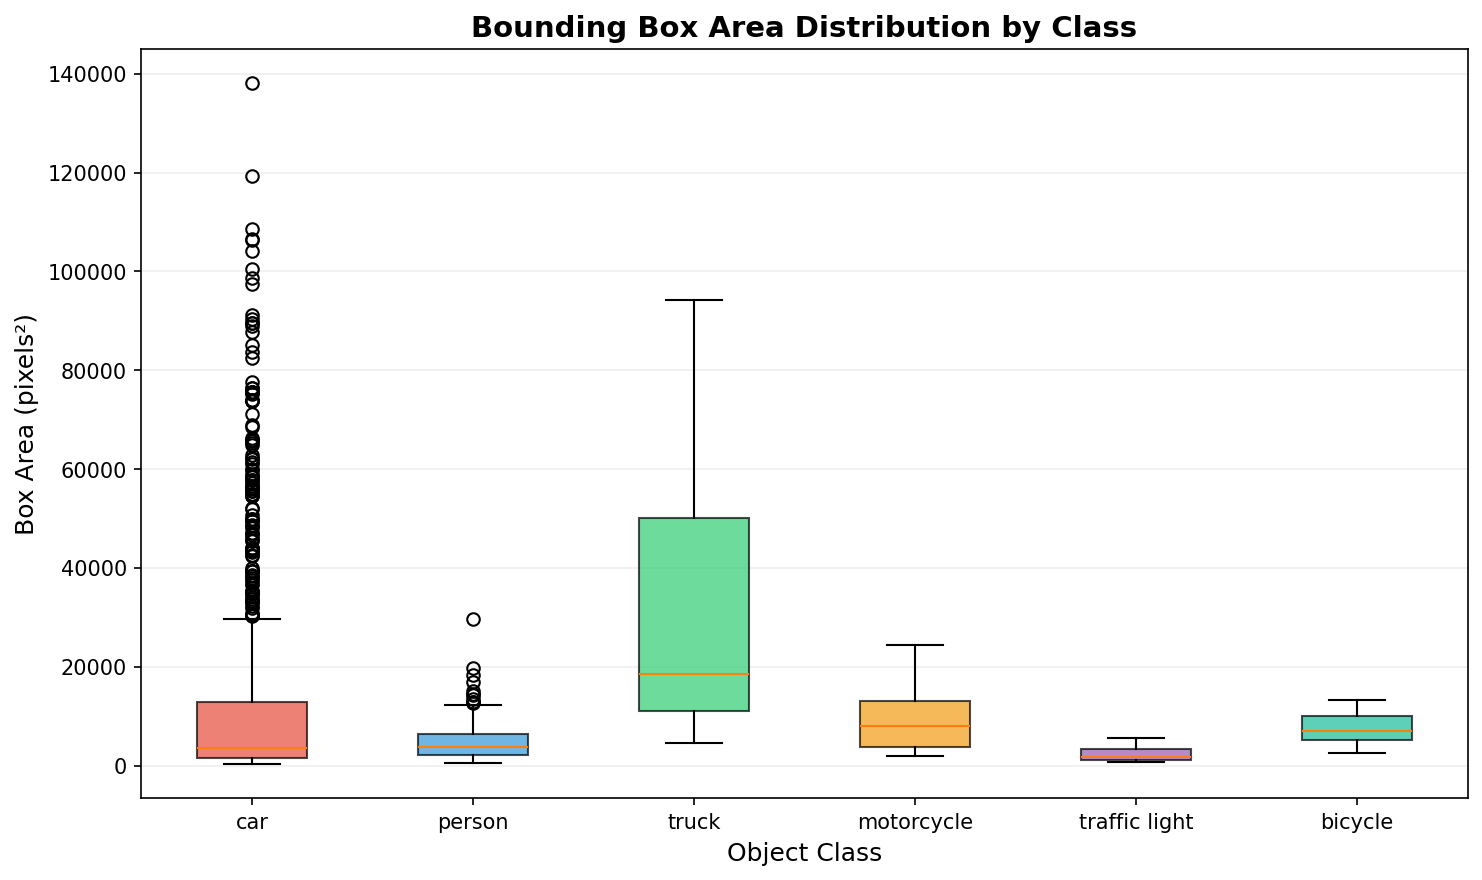 Bounding Box Area Distribution by Class
140000
120000
100000
80000
60000
40000
20000
0
Box Area (pixels²)
car person truck motorcycle traffic light bicycle
Object Class